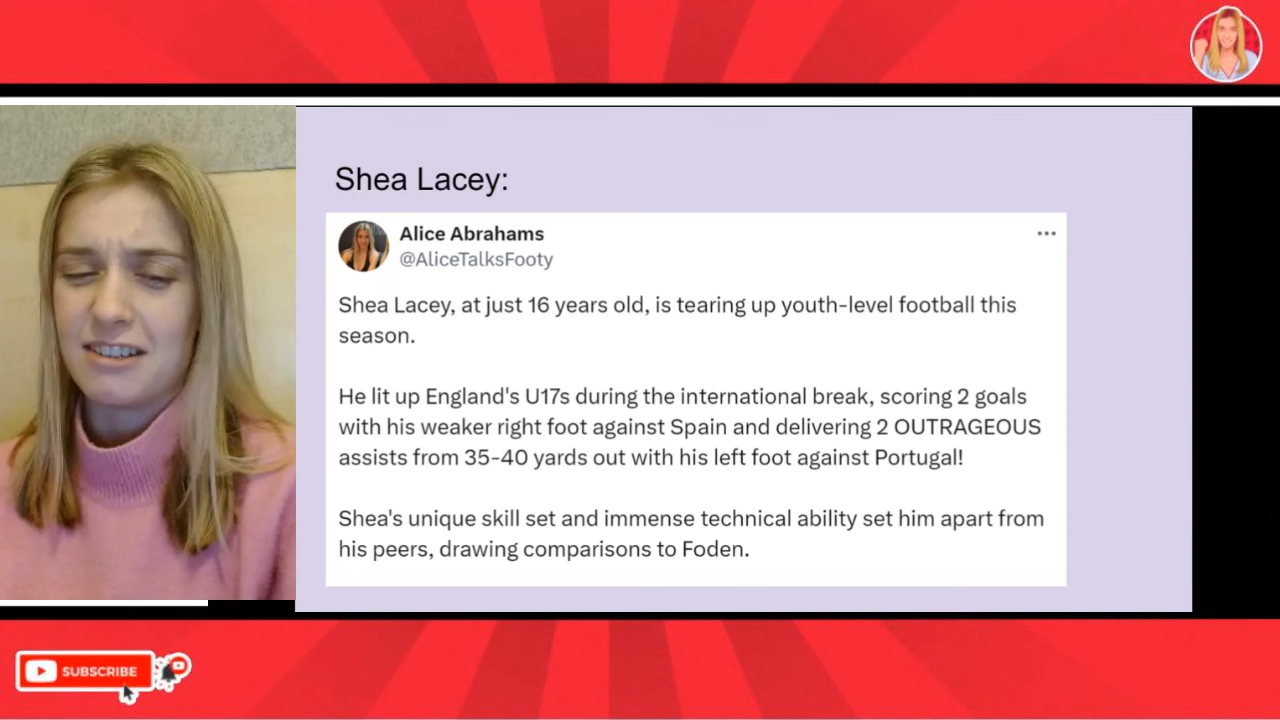 Shea Lacey:
Alice Abrahams
@AliceTalksFooty
Shea Lacey, at just 16 years old, is tearing up youth-level football this
season.
He lit up England's U17s during the international break, scoring 2 goals
with his weaker right foot against Spain and delivering 2 OUTRAGEOUS
assists from 35-40 yards out with his left foot against Portugal!
Shea's unique skill set and immense technical ability set him apart from
his peers, drawing comparisons to Foden.
SUBSCRIBE